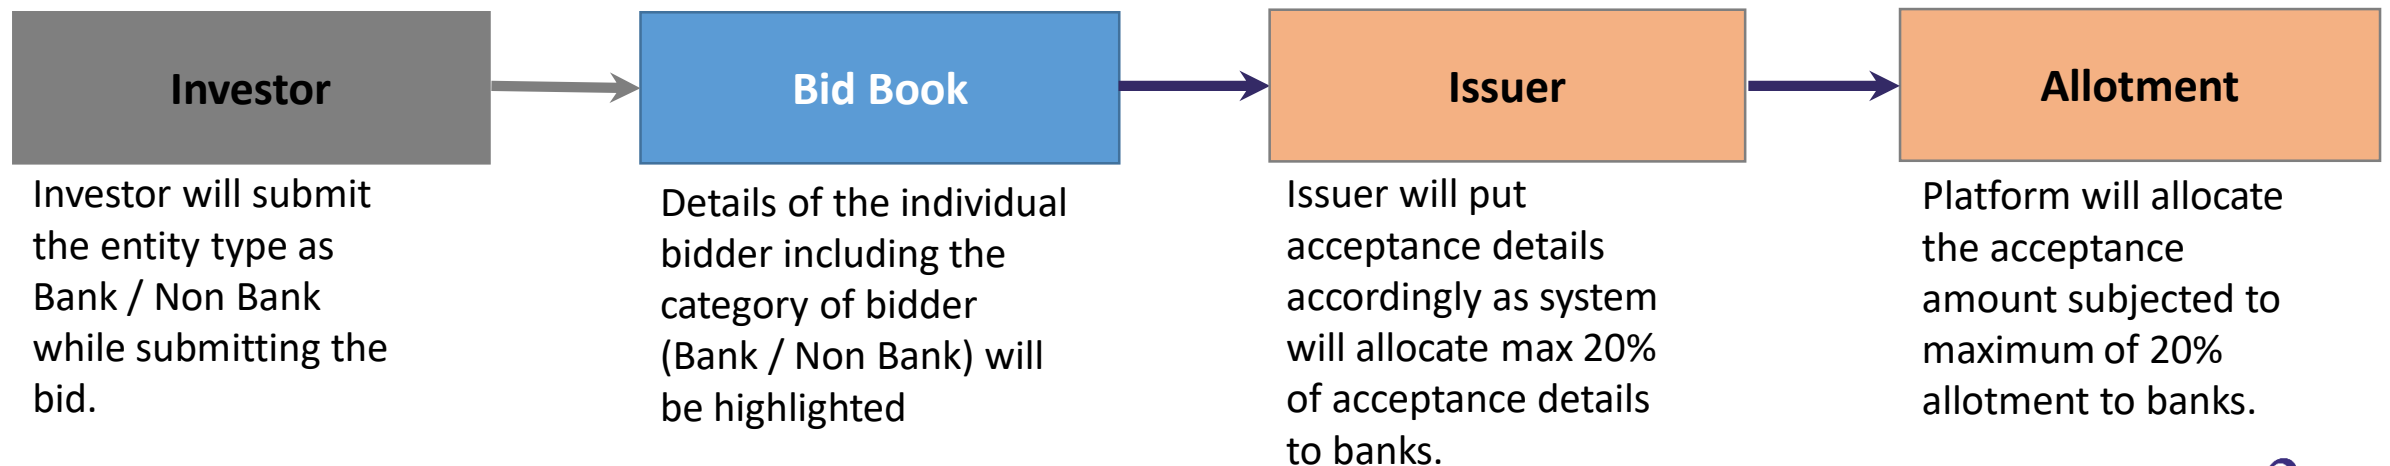 Investor
Bid Book
Issuer
Allotment
Investor will submit
the entity type as
Bank / Non Bank
while submitting the
bid.
Details of the individual
bidder including the
category of bidder
(Bank / Non Bank) will
be highlighted
Issuer will put
acceptance details
accordingly as system
will allocate max 20%
of acceptance details
to banks.
Platform will allocate
the acceptance
amount subjected to
maximum of 20%
allotment to banks.